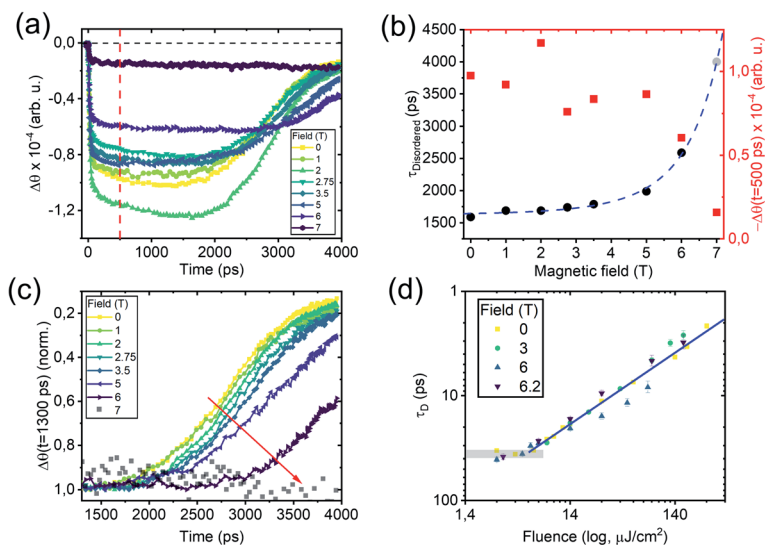 (a)
0,0
-0,4
-0,8
-1,2
Δθ x 10⁻⁴ (arb. u.)
Field (T)
0
1
2
2.75
3.5
5
6
7
0 1000 2000 3000 4000
Time (ps)
(b)
4500
4000
3500
3000
2500
2000
1500
τDisordered (ps)
1,0
0,5
0,0
-Δθ(t=500 ps) x 10⁻⁴ (arb. u.)
0 1 2 3 4 5 6 7
Magnetic field (T)
(c)
0,2
0,4
0,6
0,8
1,0
Δθ(t=1300 ps) (norm.)
Field (T)
0
1
2
2.75
3.5
5
6
7
1500 2000 2500 3000 3500 4000
Time (ps)
(d)
1
10
100
τD (ps)
Field (T)
0
3
6
6.2
1,4 14 140
Fluence (log, μJ/cm²)